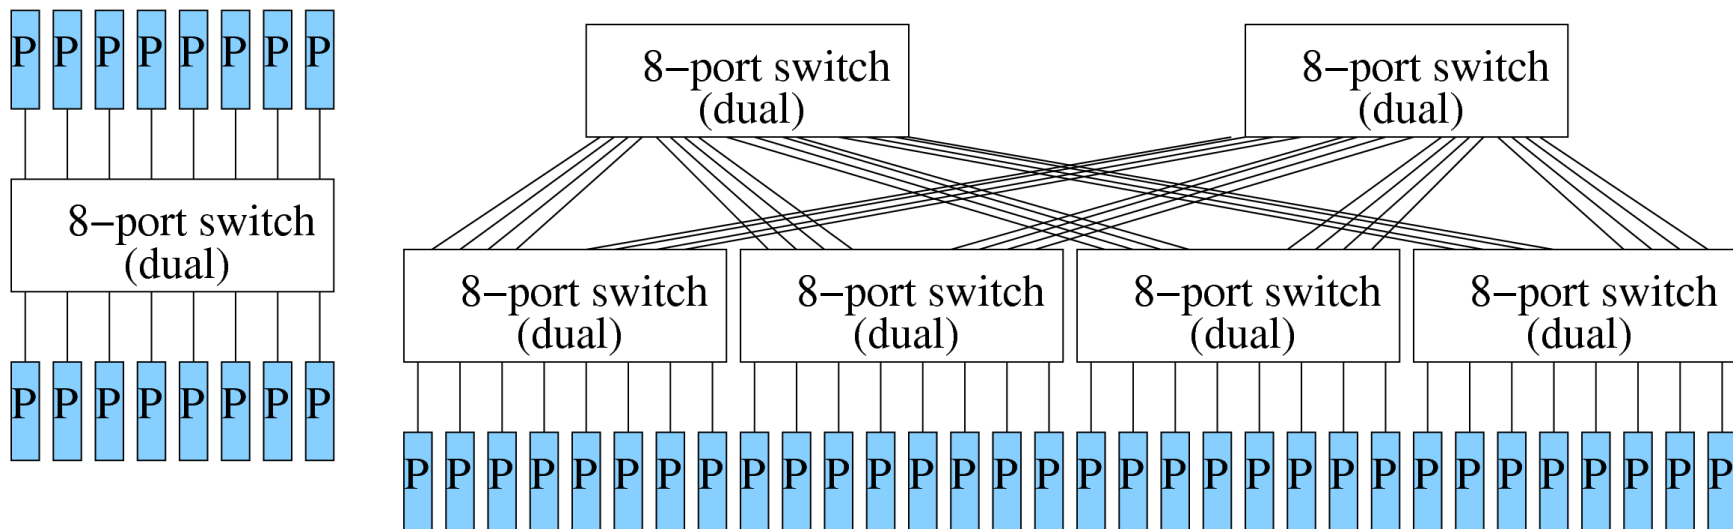 P P P P P P P P
8−port switch
(dual)
P P P P P P P P
8−port switch
(dual)
8−port switch
(dual)
8−port switch
(dual)
8−port switch
(dual)
8−port switch
(dual)
8−port switch
(dual)
P P P P P P P P P P P P P P P P P P P P P P P P P P P P P P P P